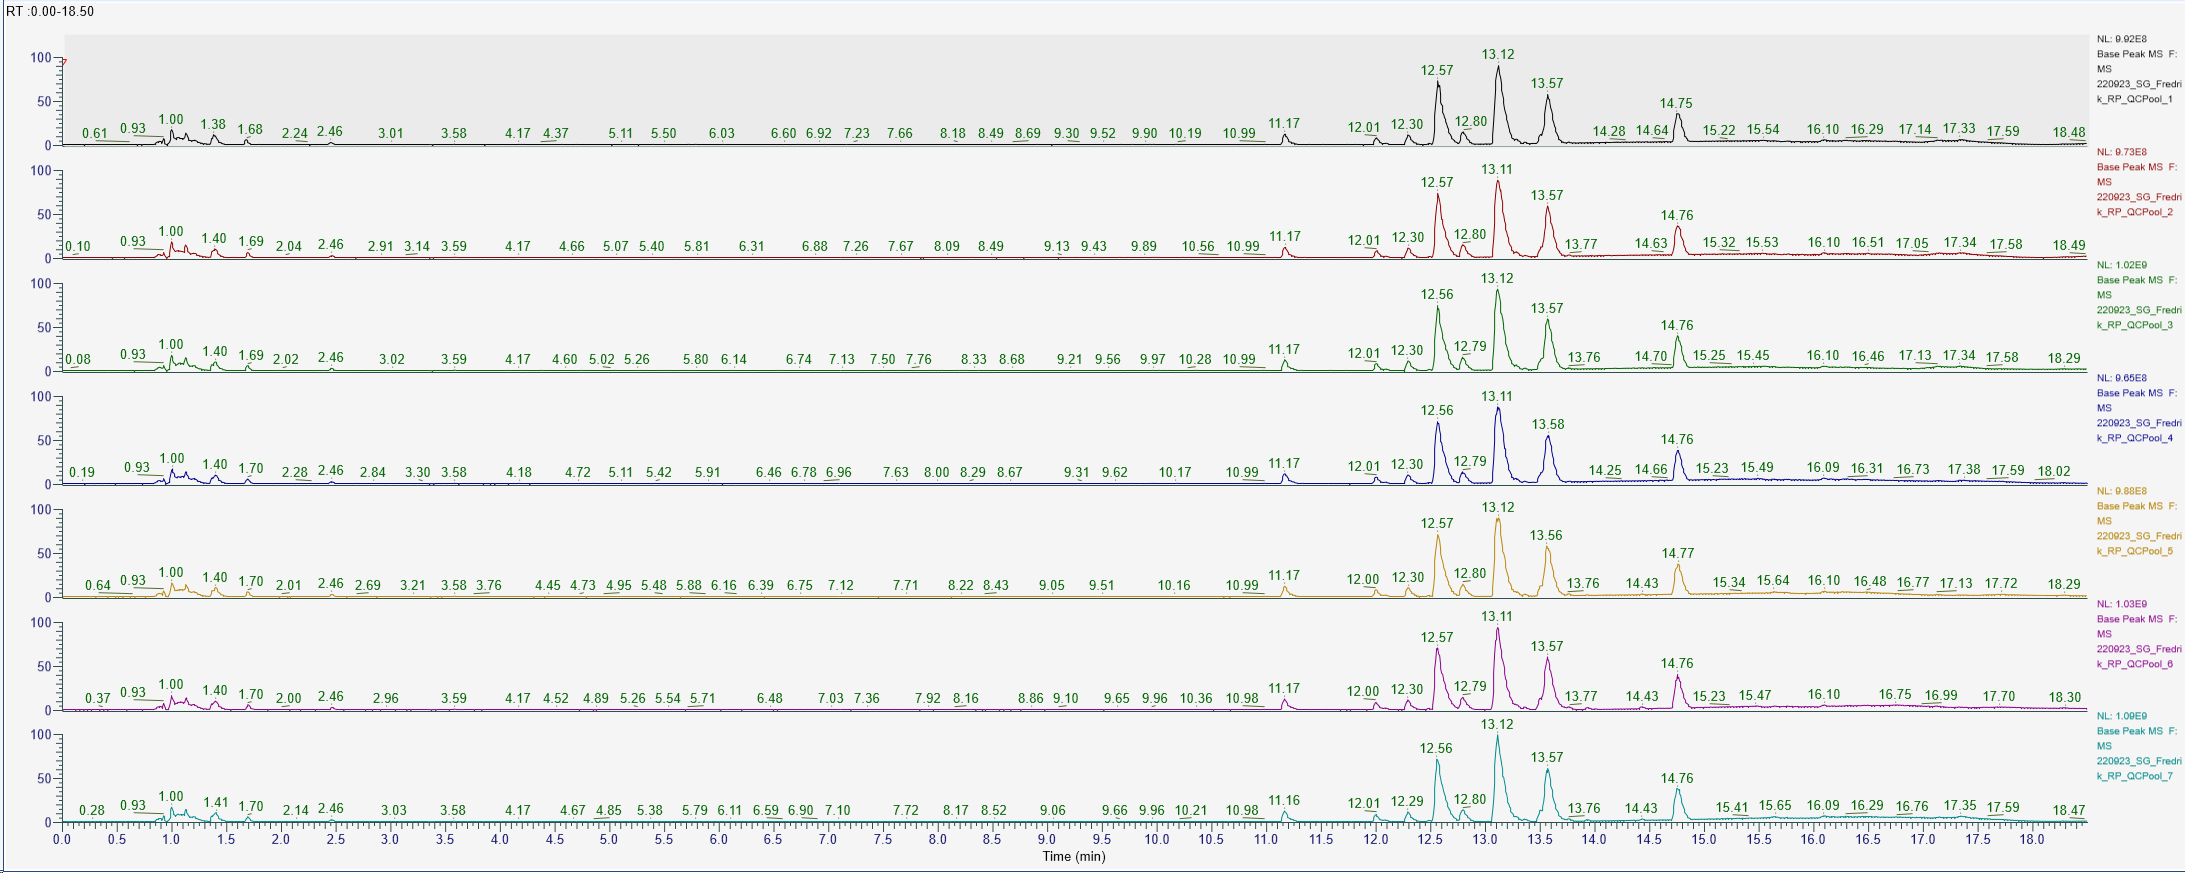 RT :0.00-18.50
NL: 9.92E8
Base Peak MS F:
MS
220923_SG_Fredri
k_RP_QCPool_1
100
50
0
0.61 0.93 1.00 1.38 1.68 2.24 2.46 3.01 3.58 4.17 4.37 5.11 5.50 6.03 6.60 6.92 7.23 7.66 8.18 8.49 8.69 9.30 9.52 9.90 10.19 10.99 11.17 12.01 12.30 12.57 12.80 13.12 13.57 14.28 14.64 14.75 15.22 15.54 16.10 16.29 17.14 17.33 17.59 18.48
NL: 9.73E8
Base Peak MS F:
MS
220923_SG_Fredri
k_RP_QCPool_2
100
50
0
0.10 0.93 1.00 1.40 1.69 2.04 2.46 2.91 3.14 3.59 4.17 4.66 5.07 5.40 5.81 6.31 6.88 7.26 7.67 8.09 8.49 9.13 9.43 9.89 10.56 10.99 11.17 12.01 12.30 12.57 12.80 13.11 13.57 13.77 14.63 14.76 15.32 15.53 16.10 16.51 17.05 17.34 17.58 18.49
NL: 1.02E9
Base Peak MS F:
MS
220923_SG_Fredri
k_RP_QCPool_3
100
50
0
0.08 0.93 1.00 1.40 1.69 2.02 2.46 3.02 3.59 4.17 4.60 5.02 5.26 5.80 6.14 6.74 7.13 7.50 7.76 8.33 8.68 9.21 9.56 9.97 10.28 10.99 11.17 12.01 12.30 12.56 12.79 13.12 13.57 13.76 14.70 14.76 15.25 15.45 16.10 16.46 17.13 17.34 17.58 18.29
NL: 9.65E8
Base Peak MS F:
MS
220923_SG_Fredri
k_RP_QCPool_4
100
50
0
0.19 0.93 1.00 1.40 1.70 2.28 2.46 2.84 3.30 3.58 4.18 4.72 5.11 5.42 5.91 6.46 6.78 6.96 7.63 8.00 8.29 8.67 9.31 9.62 10.17 10.99 11.17 12.01 12.30 12.56 12.79 13.11 13.58 14.25 14.66 14.76 15.23 15.49 16.09 16.31 16.73 17.38 17.59 18.02
NL: 9.88E8
Base Peak MS F:
MS
220923_SG_Fredri
k_RP_QCPool_5
100
50
0
0.64 0.93 1.00 1.40 1.70 2.01 2.46 2.69 3.21 3.58 3.76 4.45 4.73 4.95 5.48 5.88 6.16 6.39 6.75 7.12 7.71 8.22 8.43 9.05 9.51 10.16 10.99 11.17 12.00 12.30 12.57 12.80 13.12 13.56 13.76 14.43 14.77 15.34 15.64 16.10 16.48 16.77 17.13 17.72 18.29
NL: 1.03E9
Base Peak MS F:
MS
220923_SG_Fredri
k_RP_QCPool_6
100
50
0
0.37 0.93 1.00 1.40 1.70 2.00 2.46 2.96 3.59 4.17 4.52 4.89 5.26 5.54 5.71 6.48 7.03 7.36 7.92 8.16 8.86 9.10 9.65 9.96 10.36 10.98 11.17 12.00 12.30 12.57 12.79 13.11 13.57 13.77 14.43 14.76 15.23 15.47 16.10 16.75 16.99 17.70 18.30
NL: 1.09E9
Base Peak MS F:
MS
220923_SG_Fredri
k_RP_QCPool_7
100
50
0
0.28 0.93 1.00 1.41 1.70 2.14 2.46 3.03 3.58 4.17 4.67 4.85 5.38 5.79 6.11 6.59 6.90 7.10 7.72 8.17 8.52 9.06 9.66 9.96 10.21 10.98 11.16 12.01 12.29 12.56 12.80 13.12 13.57 13.76 14.43 14.76 15.41 15.65 16.09 16.29 16.76 17.35 17.59 18.47
0.0 0.5 1.0 1.5 2.0 2.5 3.0 3.5 4.0 4.5 5.0 5.5 6.0 6.5 7.0 7.5 8.0 8.5 9.0 9.5 10.0 10.5 11.0 11.5 12.0 12.5 13.0 13.5 14.0 14.5 15.0 15.5 16.0 16.5 17.0 17.5 18.0
Time (min)